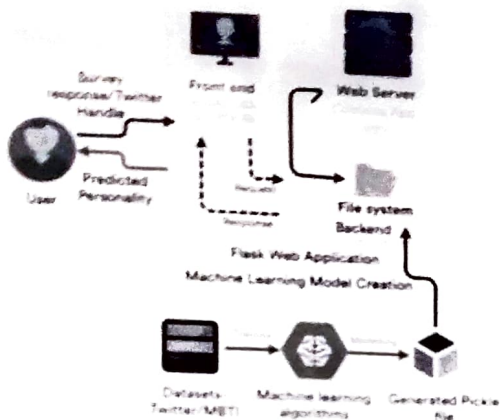 Survey
response/Twitter
Handle
Front end
Web Server
User
Predicted
Personality
Request
Response
File system
Backend
Flask Web Application
Machine Learning Model Creation
Datasets
Twitter/MBTI
Machine learning
algorithms
Generated Pickle
file